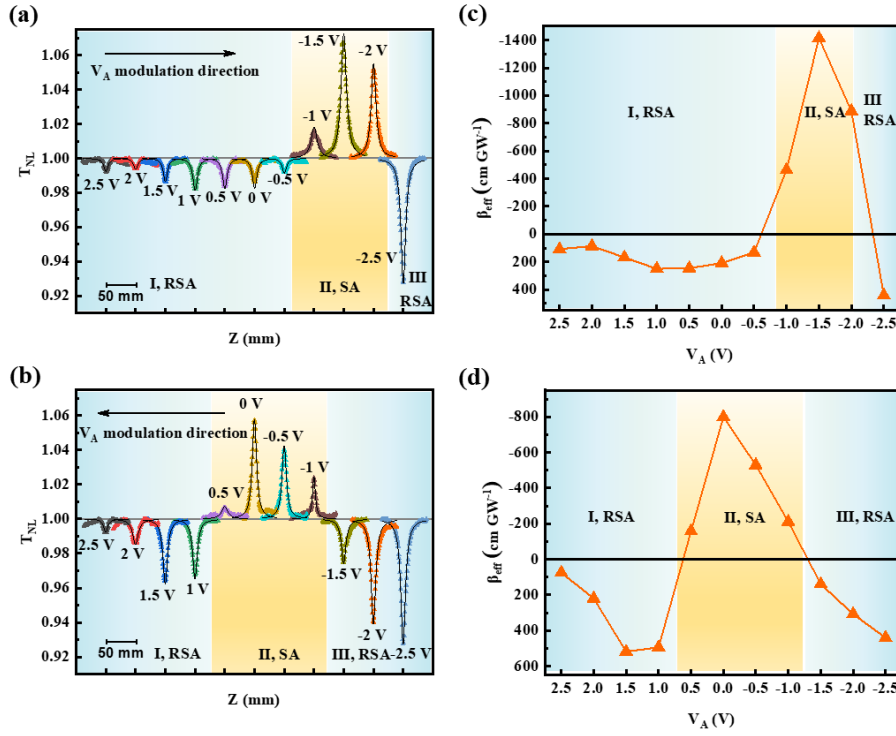 (a)
1.06
1.04
1.02
1.00
0.98
0.96
0.94
0.92
T_NL
V_A modulation direction
-1.5 V
-2 V
-1 V
2.5 V
2 V
1.5 V
1 V
0.5 V
0 V
-0.5 V
-2.5 V
50 mm
I, RSA
II, SA
III
RSA
Z (mm)
(c)
-1400
-1200
-1000
-800
-600
-400
-200
0
200
400
β_eff (cm GW⁻¹)
I, RSA
II, SA
III
RSA
2.5 2.0 1.5 1.0 0.5 0.0 -0.5 -1.0 -1.5 -2.0 -2.5
V_A (V)
(b)
1.06
1.04
1.02
1.00
0.98
0.96
0.94
0.92
T_NL
V_A modulation direction
0 V
-0.5 V
-1 V
0.5 V
2.5 V
2 V
1.5 V
1 V
-1.5 V
-2 V
-2.5 V
50 mm
I, RSA
II, SA
III, RSA
Z (mm)
(d)
-800
-600
-400
-200
0
200
400
600
β_eff (cm GW⁻¹)
I, RSA
II, SA
III, RSA
2.5 2.0 1.5 1.0 0.5 0.0 -0.5 -1.0 -1.5 -2.0 -2.5
V_A (V)